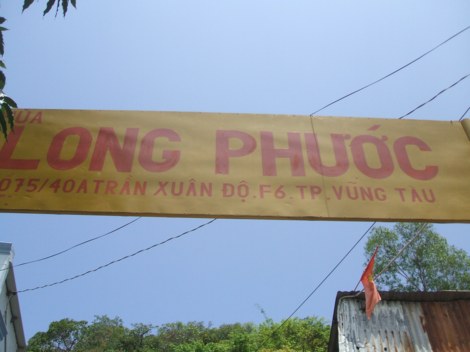 LONG PHƯỚC
075/40A TRẦN XUÂN ĐỘ. F6. TP. VŨNG TÀU